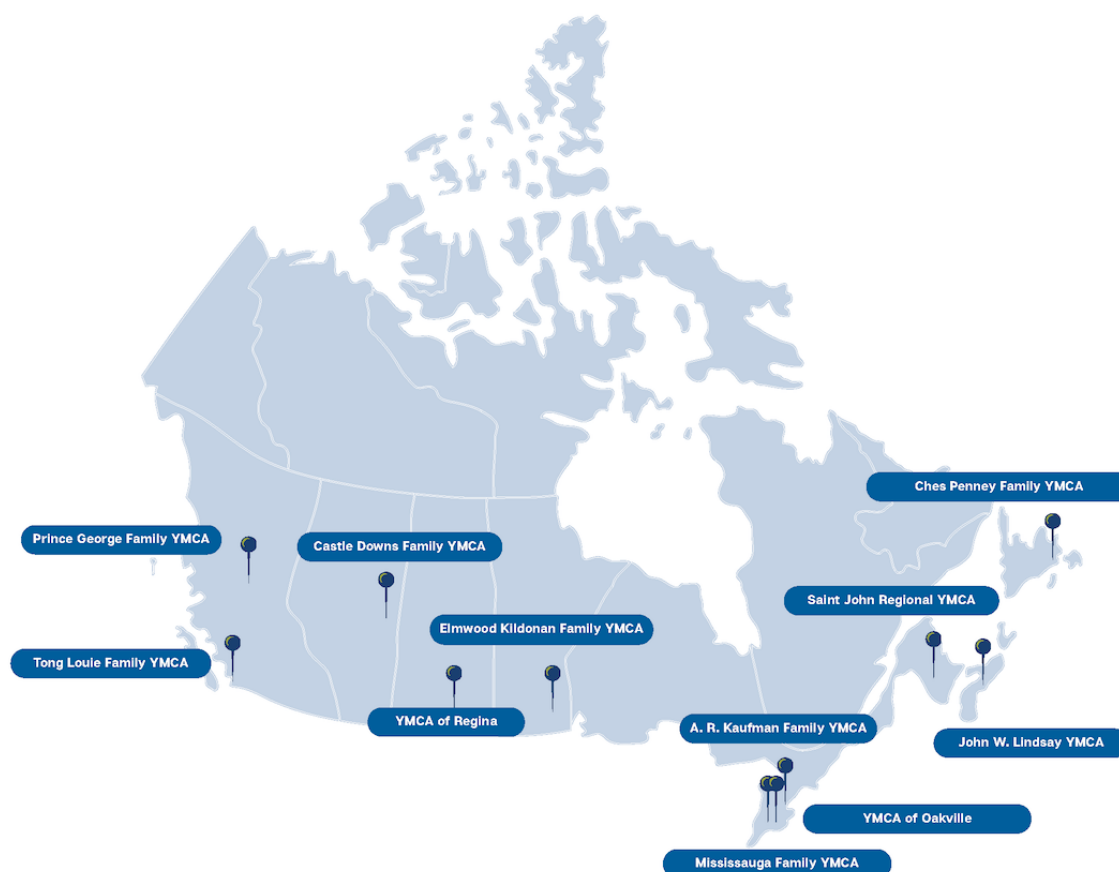 Ches Penney Family YMCA
Prince George Family YMCA
Castle Downs Family YMCA
Saint John Regional YMCA
Elmwood Kildonan Family YMCA
Tong Louie Family YMCA
YMCA of Regina
A. R. Kaufman Family YMCA
John W. Lindsay YMCA
YMCA of Oakville
Mississauga Family YMCA